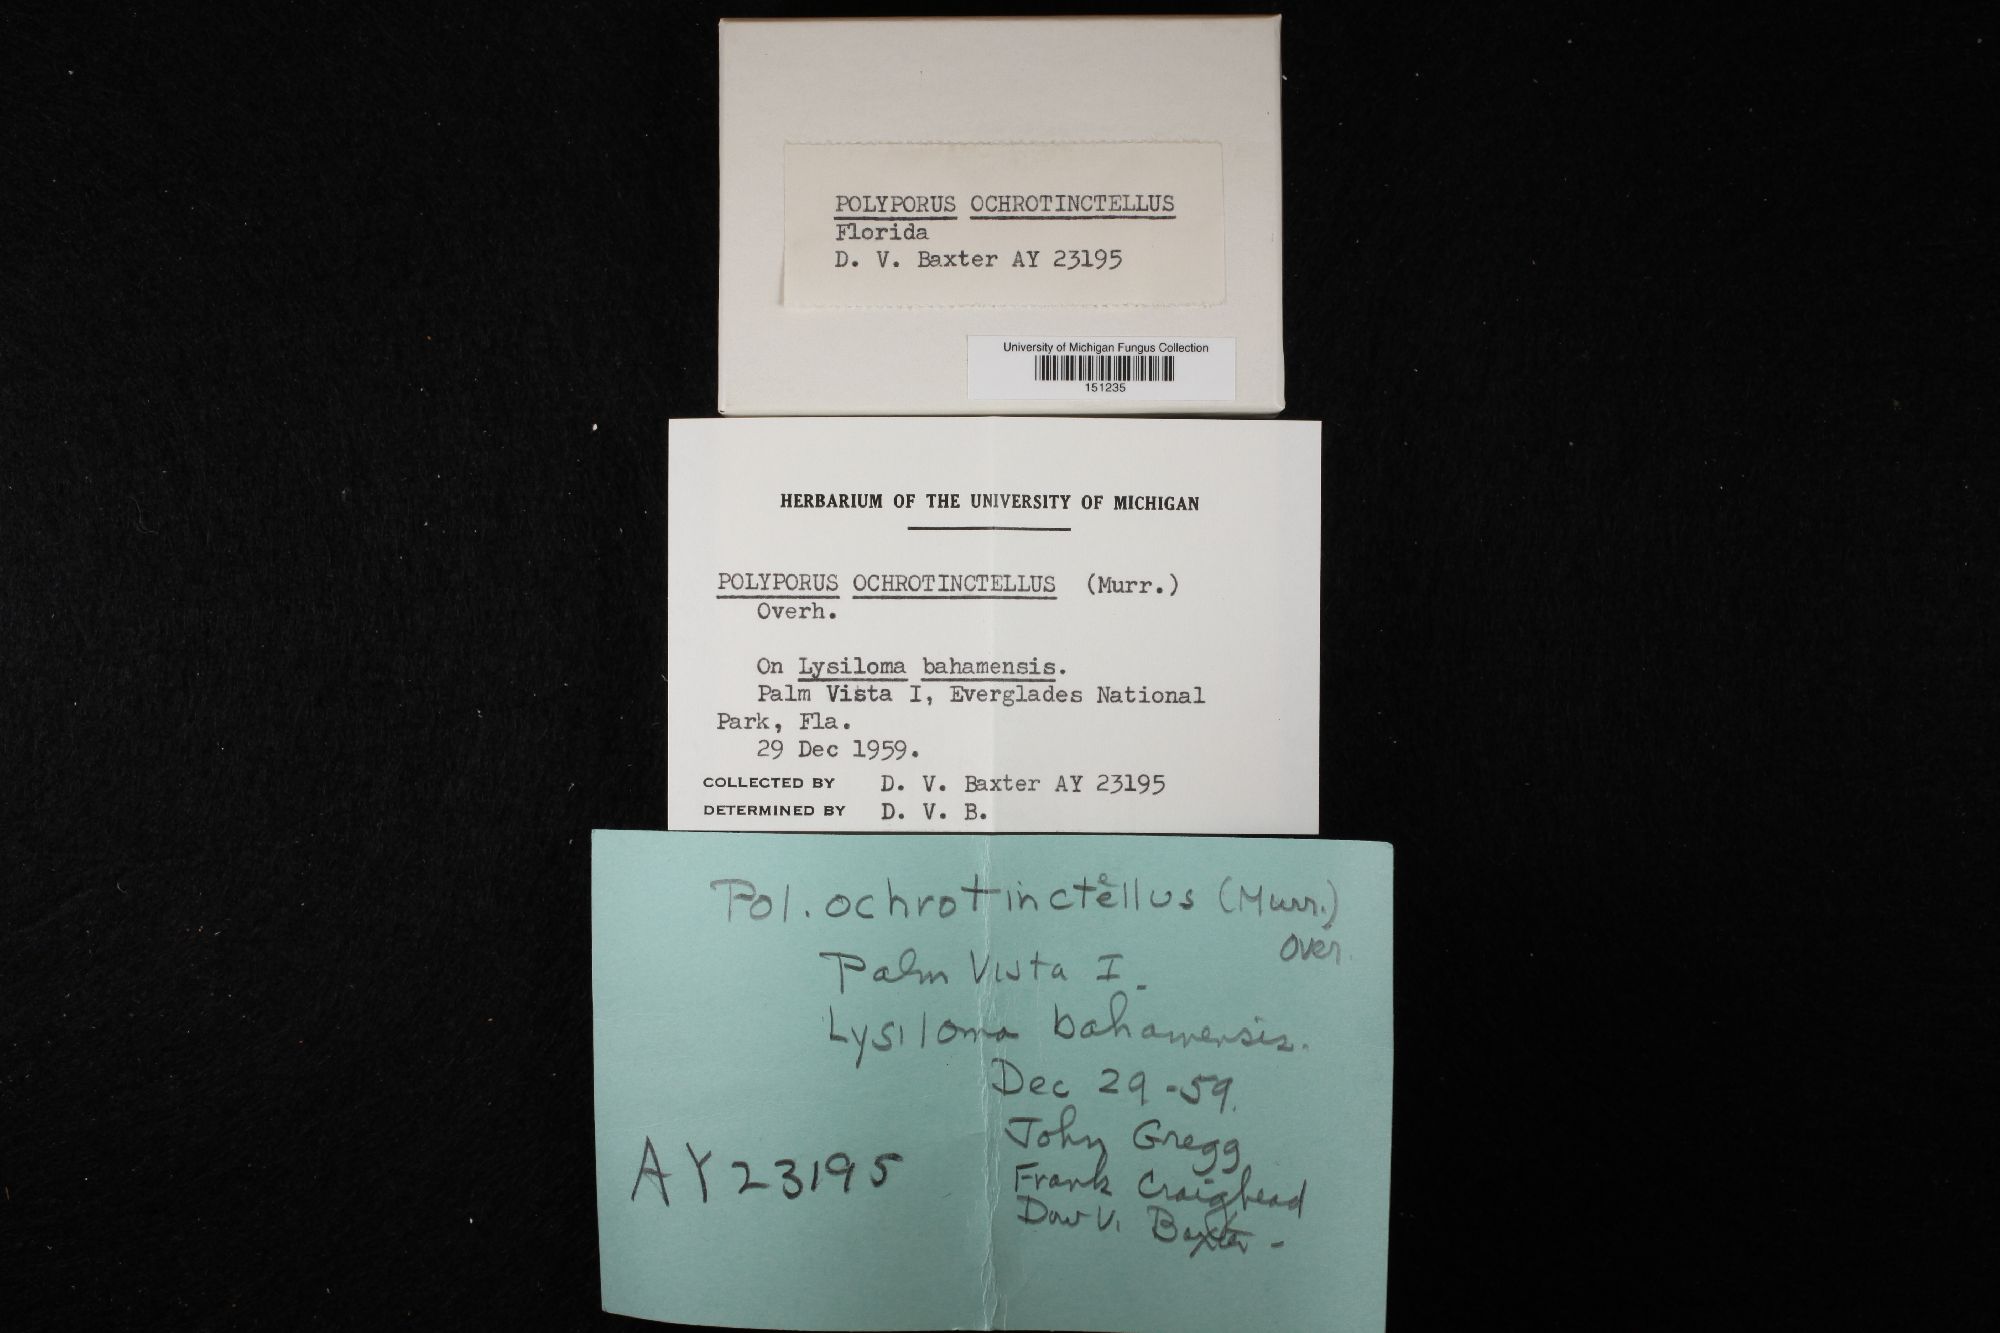 POLYPORUS OCHROTINCTELLUS
Florida
D. V. Baxter AY 23195
University of Michigan Fungus Collection
151235
HERBARIUM OF THE UNIVERSITY OF MICHIGAN
POLYPORUS OCHROTINCTELLUS (Murr.)
Overh.
On Lysiloma bahamensis.
Palm Vista I, Everglades National
Park, Fla.
29 Dec 1959.
COLLECTED BY D. V. Baxter AY 23195
DETERMINED BY D. V. B.
Pol. ochrotinctellus (Murr.)
Over.
Palm Vista I.
Lysiloma bahamensis.
Dec 29-59.
John Gregg
Frank Craighead
Dow V. Baxter -
AY 23195